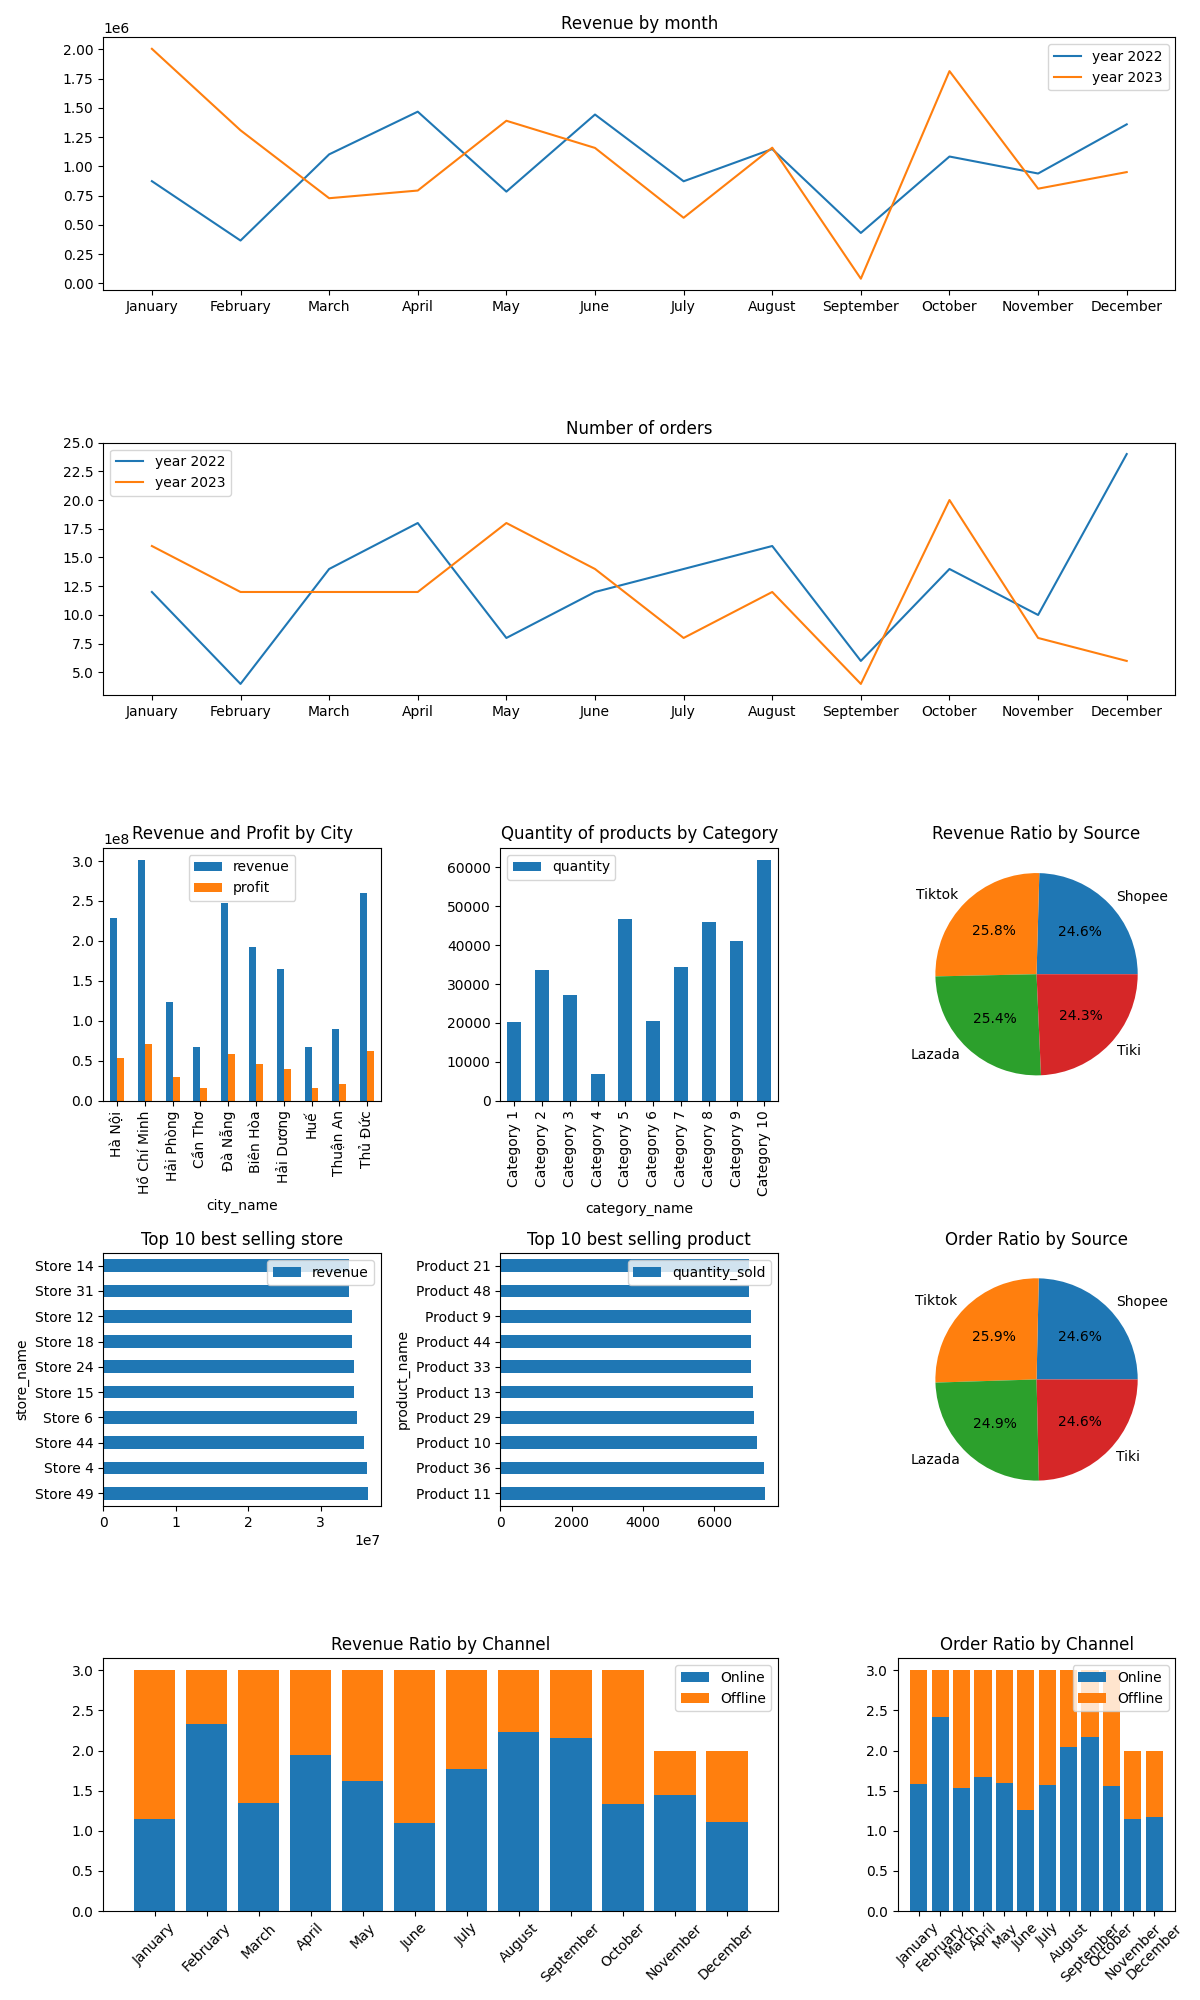 Revenue by month
1e6
2.00
1.75
1.50
1.25
1.00
0.75
0.50
0.25
0.00
year 2022
year 2023
January February March April May June July August September October November December
Number of orders
25.0
22.5
20.0
17.5
15.0
12.5
10.0
7.5
5.0
year 2022
year 2023
January February March April May June July August September October November December
Revenue and Profit by City
1e8
3.0
2.5
2.0
1.5
1.0
0.5
0.0
revenue
profit
Hà Nội
Hồ Chí Minh
Hải Phòng
Cần Thơ
Đà Nẵng
Biên Hòa
Hải Dương
Huế
Thuận An
Thủ Đức
city_name
Quantity of products by Category
60000
50000
40000
30000
20000
10000
0
quantity
Category 1
Category 2
Category 3
Category 4
Category 5
Category 6
Category 7
Category 8
Category 9
Category 10
category_name
Revenue Ratio by Source
Tiktok
Shopee
25.8%
24.6%
25.4%
24.3%
Lazada
Tiki
Top 10 best selling store
store_name
Store 14
Store 31
Store 12
Store 18
Store 24
Store 15
Store 6
Store 44
Store 4
Store 49
revenue
0 1 2 3
1e7
Top 10 best selling product
product_name
Product 21
Product 48
Product 9
Product 44
Product 33
Product 13
Product 29
Product 10
Product 36
Product 11
quantity_sold
0 2000 4000 6000
Order Ratio by Source
Tiktok
Shopee
25.9%
24.6%
24.9%
24.6%
Lazada
Tiki
Revenue Ratio by Channel
3.0
2.5
2.0
1.5
1.0
0.5
0.0
Online
Offline
January
February
March
April
May
June
July
August
September
October
November
December
Order Ratio by Channel
3.0
2.5
2.0
1.5
1.0
0.5
0.0
Online
Offline
January
February
March
April
May
June
July
August
September
October
November
December